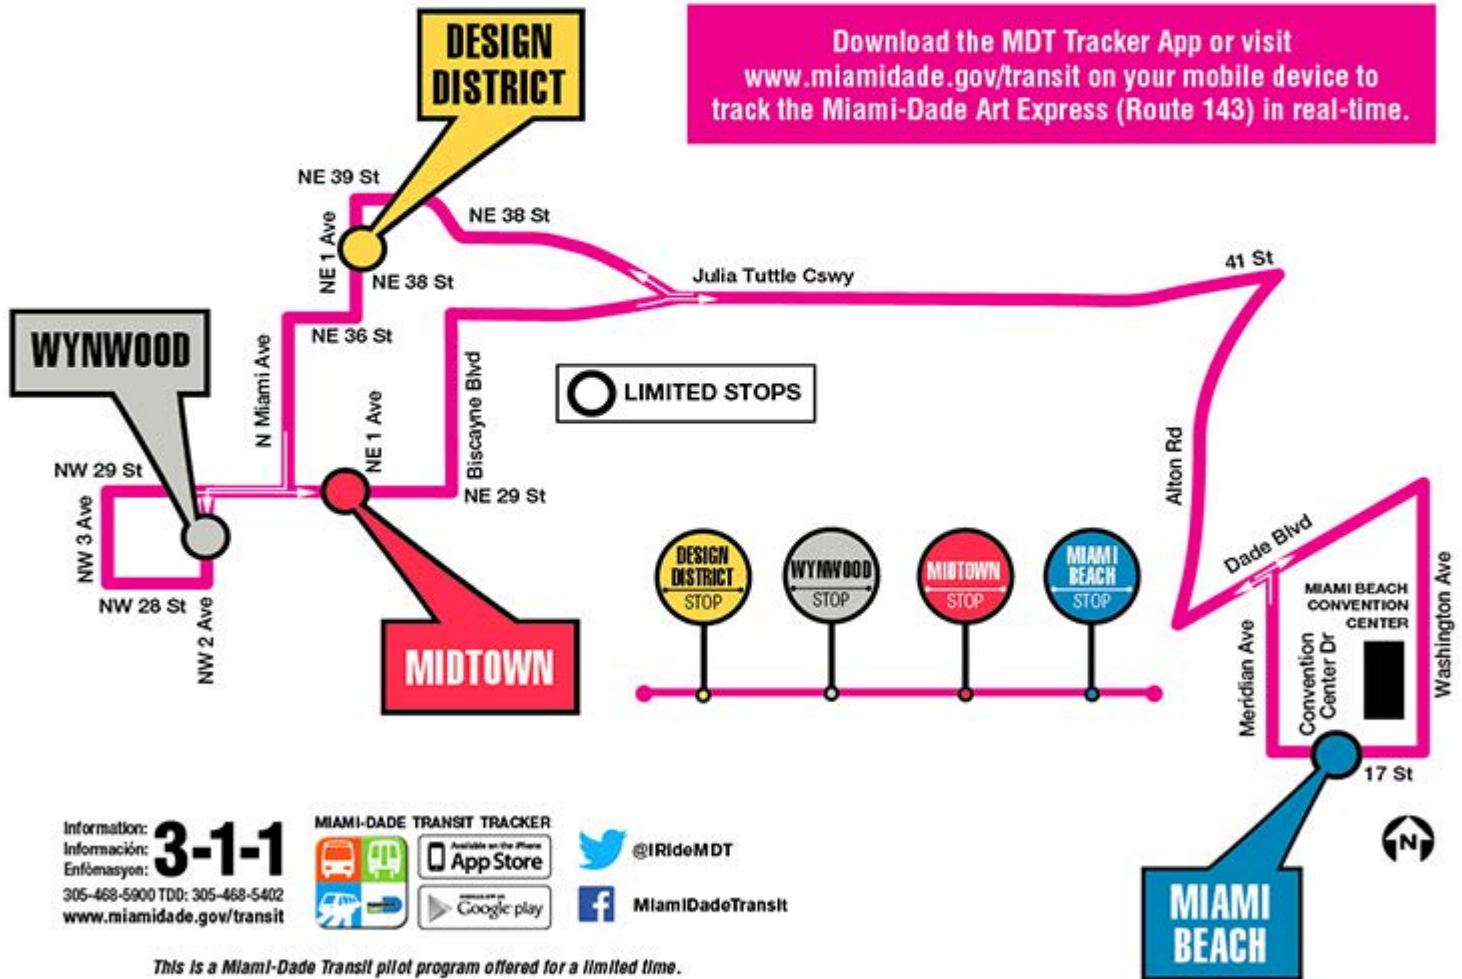 DESIGN
DISTRICT
Download the MDT Tracker App or visit
www.miamidade.gov/transit on your mobile device to
track the Miami-Dade Art Express (Route 143) in real-time.
NE 39 St
NE 38 St
NE 1 Ave
NE 38 St
Julia Tuttle Cswy
41 St
WYNWOOD
N Miami Ave
NE 36 St
Biscayne Blvd
LIMITED STOPS
NE 1 Ave
NW 29 St
NE 29 St
Alton Rd
NW 3 Ave
NW 28 St
NW 2 Ave
MIDTOWN
DESIGN
DISTRICT
STOP
WYNWOOD
STOP
MIDTOWN
STOP
MIAMI
BEACH
STOP
Dade Blvd
MIAMI BEACH
CONVENTION
CENTER
Washington Ave
Meridian Ave
Convention
Center Dr
17 St
N
MIAMI
BEACH
Information:
Información:
Enfòmasyon:
3-1-1
305-468-5900 TDD: 305-468-5402
www.miamidade.gov/transit
MIAMI-DADE TRANSIT TRACKER
Available on the iPhone
App Store
Google play
@IRideMDT
MiamiDadeTransit
This is a Miami-Dade Transit pilot program offered for a limited time.